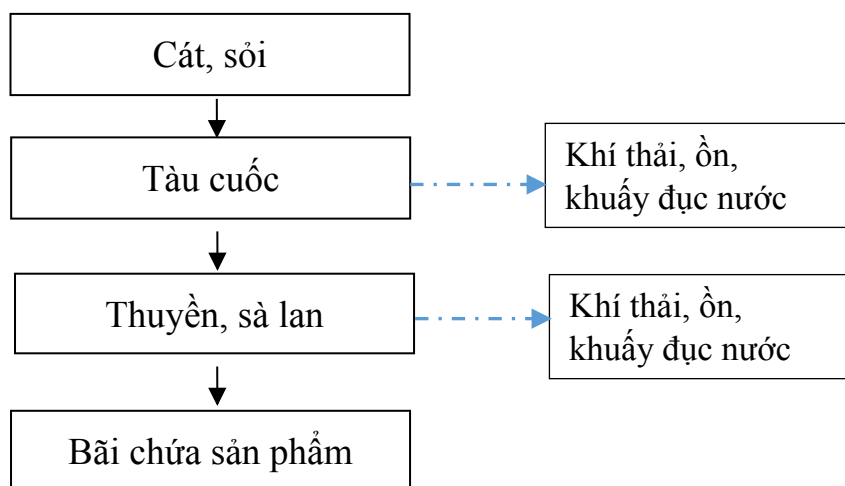 Cát, sỏi
Tàu cuốc
Khí thải, ồn,
khuấy đục nước
Thuyền, sà lan
Khí thải, ồn,
khuấy đục nước
Bãi chứa sản phẩm